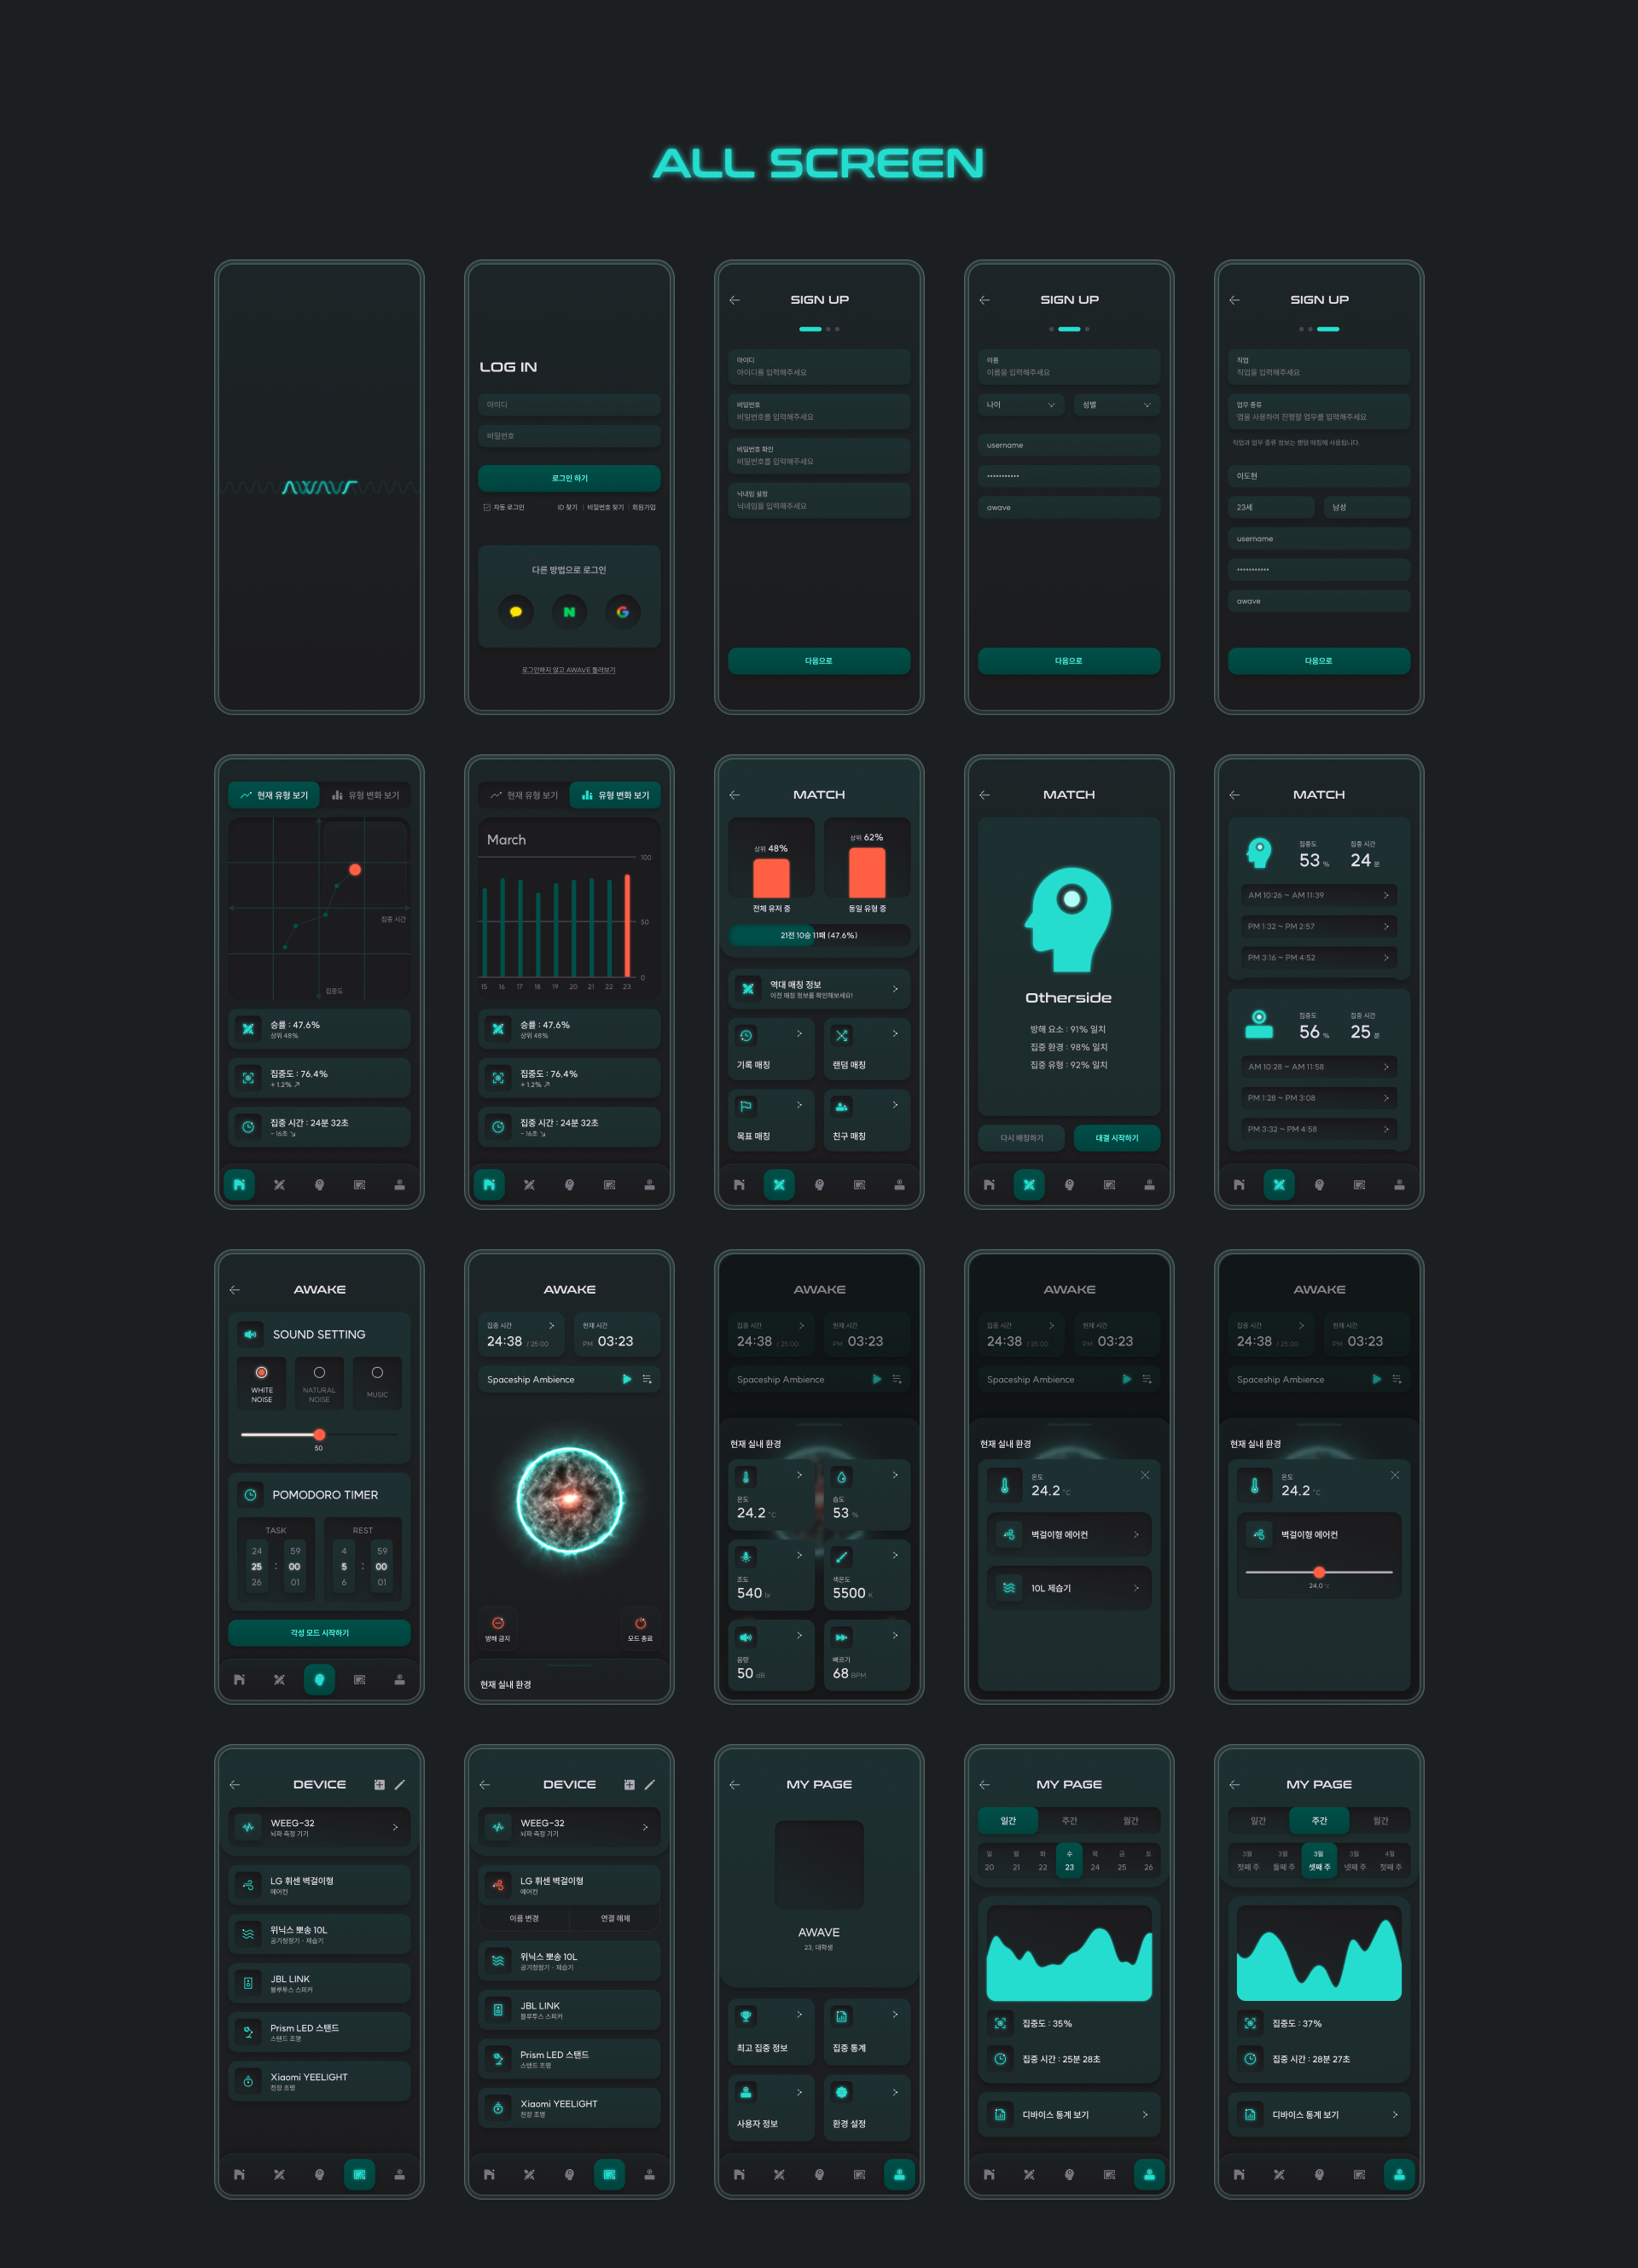 ALL SCREEN
AWAVE
LOG IN
아이디
비밀번호
로그인 하기
자동 로그인
ID 찾기
비밀번호 찾기
회원가입
다른 방법으로 로그인
로그인하지 않고 AWAVE 둘러보기
SIGN UP
아이디
아이디를 입력해주세요
비밀번호
비밀번호를 입력해주세요
비밀번호 확인
비밀번호를 입력해주세요
닉네임 설정
닉네임을 입력해주세요
다음으로
SIGN UP
이름
이름을 입력해주세요
나이
성별
username
•••••••••••
awave
다음으로
SIGN UP
직업
직업을 입력해주세요
업무 종류
앱을 사용하여 진행할 업무를 입력해주세요
직업과 업무 종류 정보는 랜덤 매칭에 사용됩니다.
이도현
23세
남성
username
•••••••••••
awave
다음으로
현재 유형 보기
유형 변화 보기
집중 시간
집중도
승률 : 47.6%
상위 48%
집중도 : 76.4%
+ 1.2% ↗
집중 시간 : 24분 32초
- 16초 ↘
현재 유형 보기
유형 변화 보기
March
100
50
0
15 16 17 18 19 20 21 22 23
승률 : 47.6%
상위 48%
집중도 : 76.4%
+ 1.2% ↗
집중 시간 : 24분 32초
- 16초 ↘
MATCH
상위 48%
전체 유저 중
상위 62%
동일 유형 중
21전 10승 11패 (47.6%)
역대 매칭 정보
이전 매칭 정보를 확인해보세요!
기록 매칭
랜덤 매칭
목표 매칭
친구 매칭
MATCH
Otherside
방해 요소 : 91% 일치
집중 환경 : 98% 일치
집중 유형 : 92% 일치
다시 매칭하기
대결 시작하기
MATCH
집중도
53 %
집중 시간
24 분
AM 10:26 ~ AM 11:39
PM 1:32 ~ PM 2:57
PM 3:16 ~ PM 4:52
집중도
56 %
집중 시간
25 분
AM 10:28 ~ AM 11:58
PM 1:28 ~ PM 3:08
PM 3:32 ~ PM 4:58
AWAKE
SOUND SETTING
WHITE
NOISE
NATURAL
NOISE
MUSIC
50
POMODORO TIMER
TASK
24 59
25 : 00
26 01
REST
4 59
5 : 00
6 01
각성 모드 시작하기
AWAKE
집중 시간
24:38 / 25:00
현재 시간
PM 03:23
Spaceship Ambience
방해 금지
모드 종료
현재 실내 환경
AWAKE
집중 시간
24:38 / 25:00
현재 시간
PM 03:23
Spaceship Ambience
현재 실내 환경
온도
24.2 °C
습도
53 %
조도
540 lx
색온도
5500 K
음량
50 dB
빠르기
68 BPM
AWAKE
집중 시간
24:38 / 25:00
현재 시간
PM 03:23
Spaceship Ambience
현재 실내 환경
온도
24.2 °C
벽걸이형 에어컨
10L 제습기
AWAKE
집중 시간
24:38 / 25:00
현재 시간
PM 03:23
Spaceship Ambience
현재 실내 환경
온도
24.2 °C
벽걸이형 에어컨
24.0 °C
DEVICE
WEEG-32
뇌파 측정 기기
LG 휘센 벽걸이형
에어컨
위닉스 뽀송 10L
공기청정기 · 제습기
JBL LINK
블루투스 스피커
Prism LED 스탠드
스탠드 조명
Xiaomi YEELIGHT
천장 조명
DEVICE
WEEG-32
뇌파 측정 기기
LG 휘센 벽걸이형
에어컨
이름 변경
연결 해제
위닉스 뽀송 10L
공기청정기 · 제습기
JBL LINK
블루투스 스피커
Prism LED 스탠드
스탠드 조명
Xiaomi YEELIGHT
천장 조명
MY PAGE
AWAVE
23, 대학생
최고 집중 정보
집중 통계
사용자 정보
환경 설정
MY PAGE
일간
주간
월간
일 월 화 수 목 금 토
20 21 22 23 24 25 26
집중도 : 35%
집중 시간 : 25분 28초
디바이스 통계 보기
MY PAGE
일간
주간
월간
3월 3월 3월 3월 4월
첫째 주 둘째 주 셋째 주 넷째 주 첫째 주
집중도 : 37%
집중 시간 : 28분 27초
디바이스 통계 보기